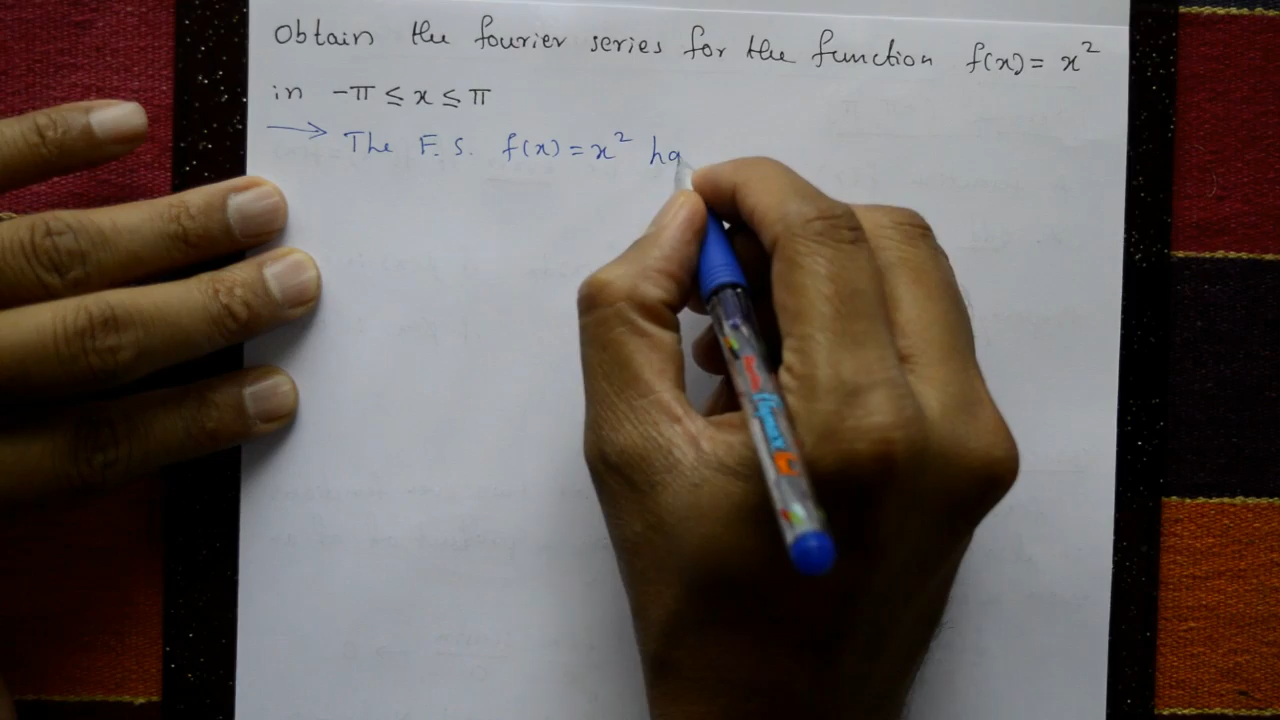 Obtain the fourier series for the function f(x) = x²
in -π ≤ x ≤ π
→ The F. S. f(x) = x² ha